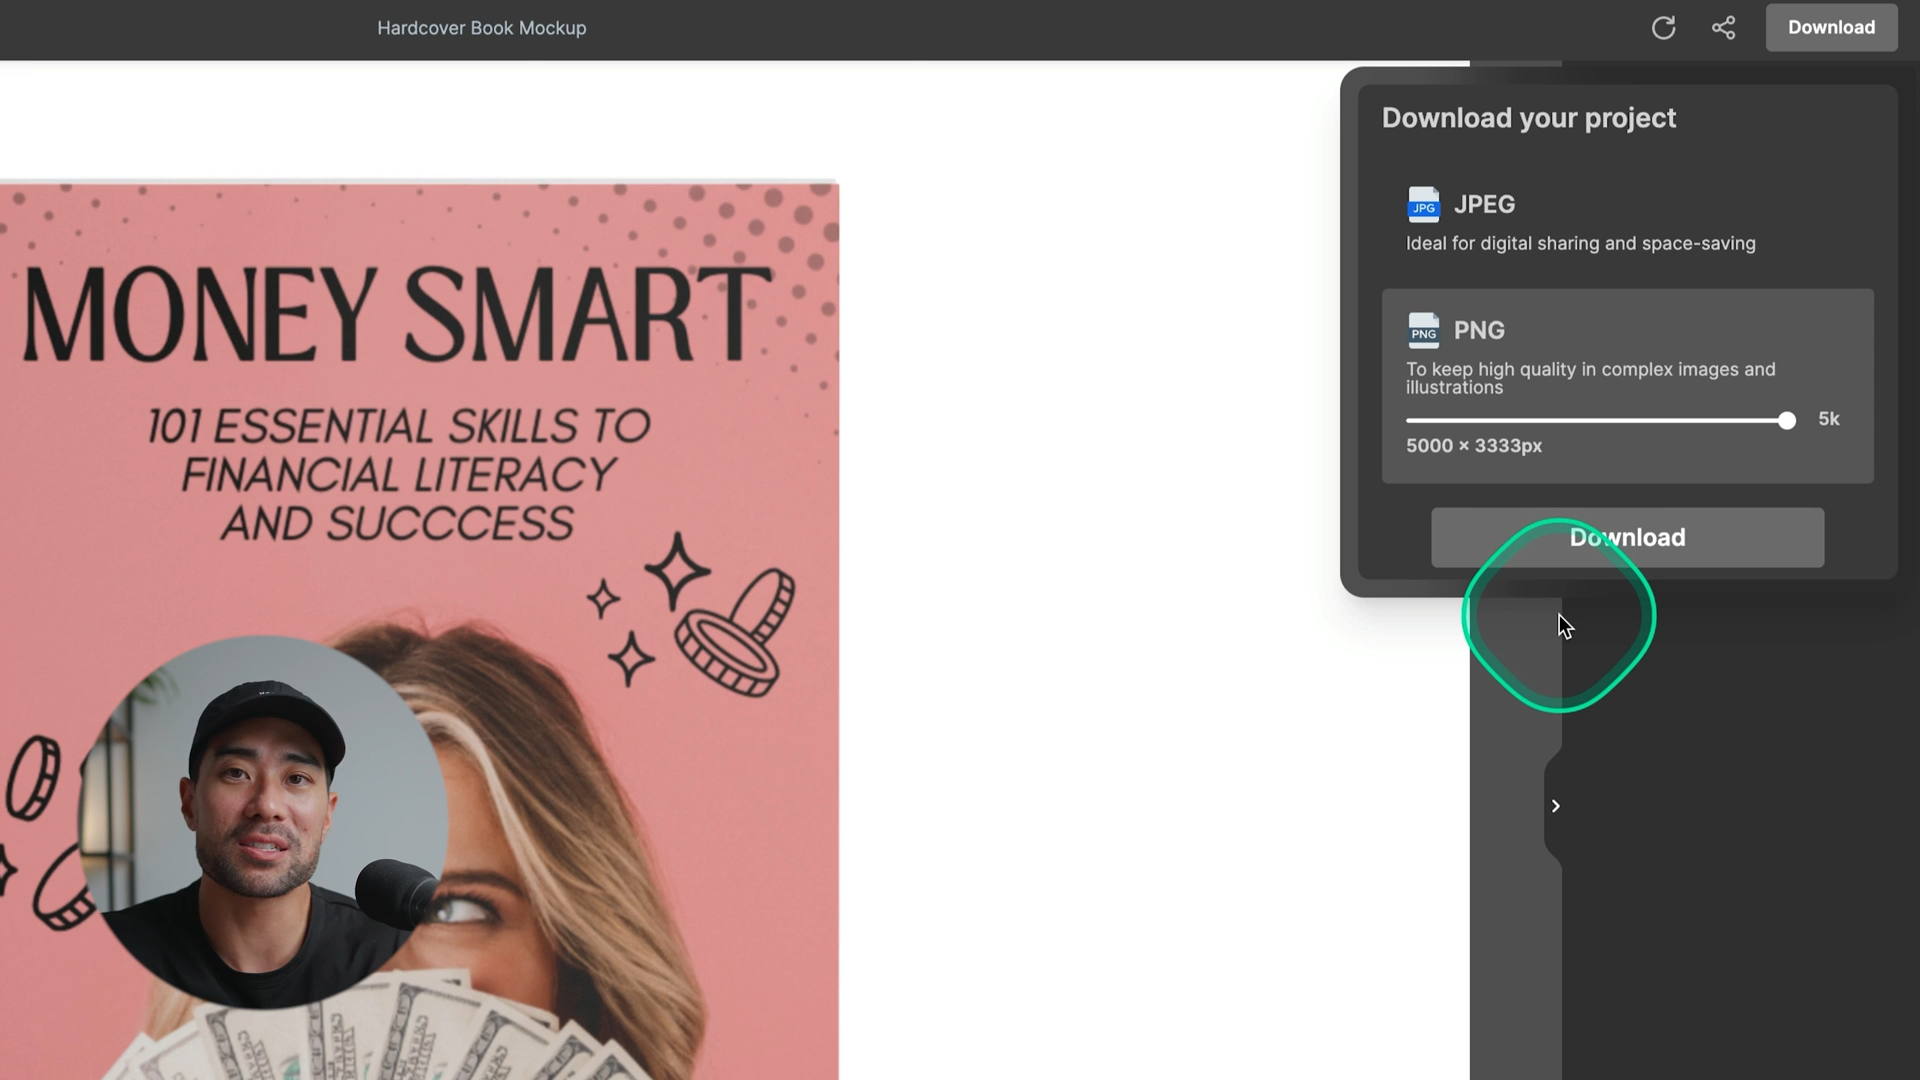 Hardcover Book Mockup
Download
Download your project
JPG JPEG
Ideal for digital sharing and space-saving
PNG PNG
To keep high quality in complex images and
illustrations
5k
5000 × 3333px
Download
MONEY SMART
101 ESSENTIAL SKILLS TO
FINANCIAL LITERACY
AND SUCCCESS